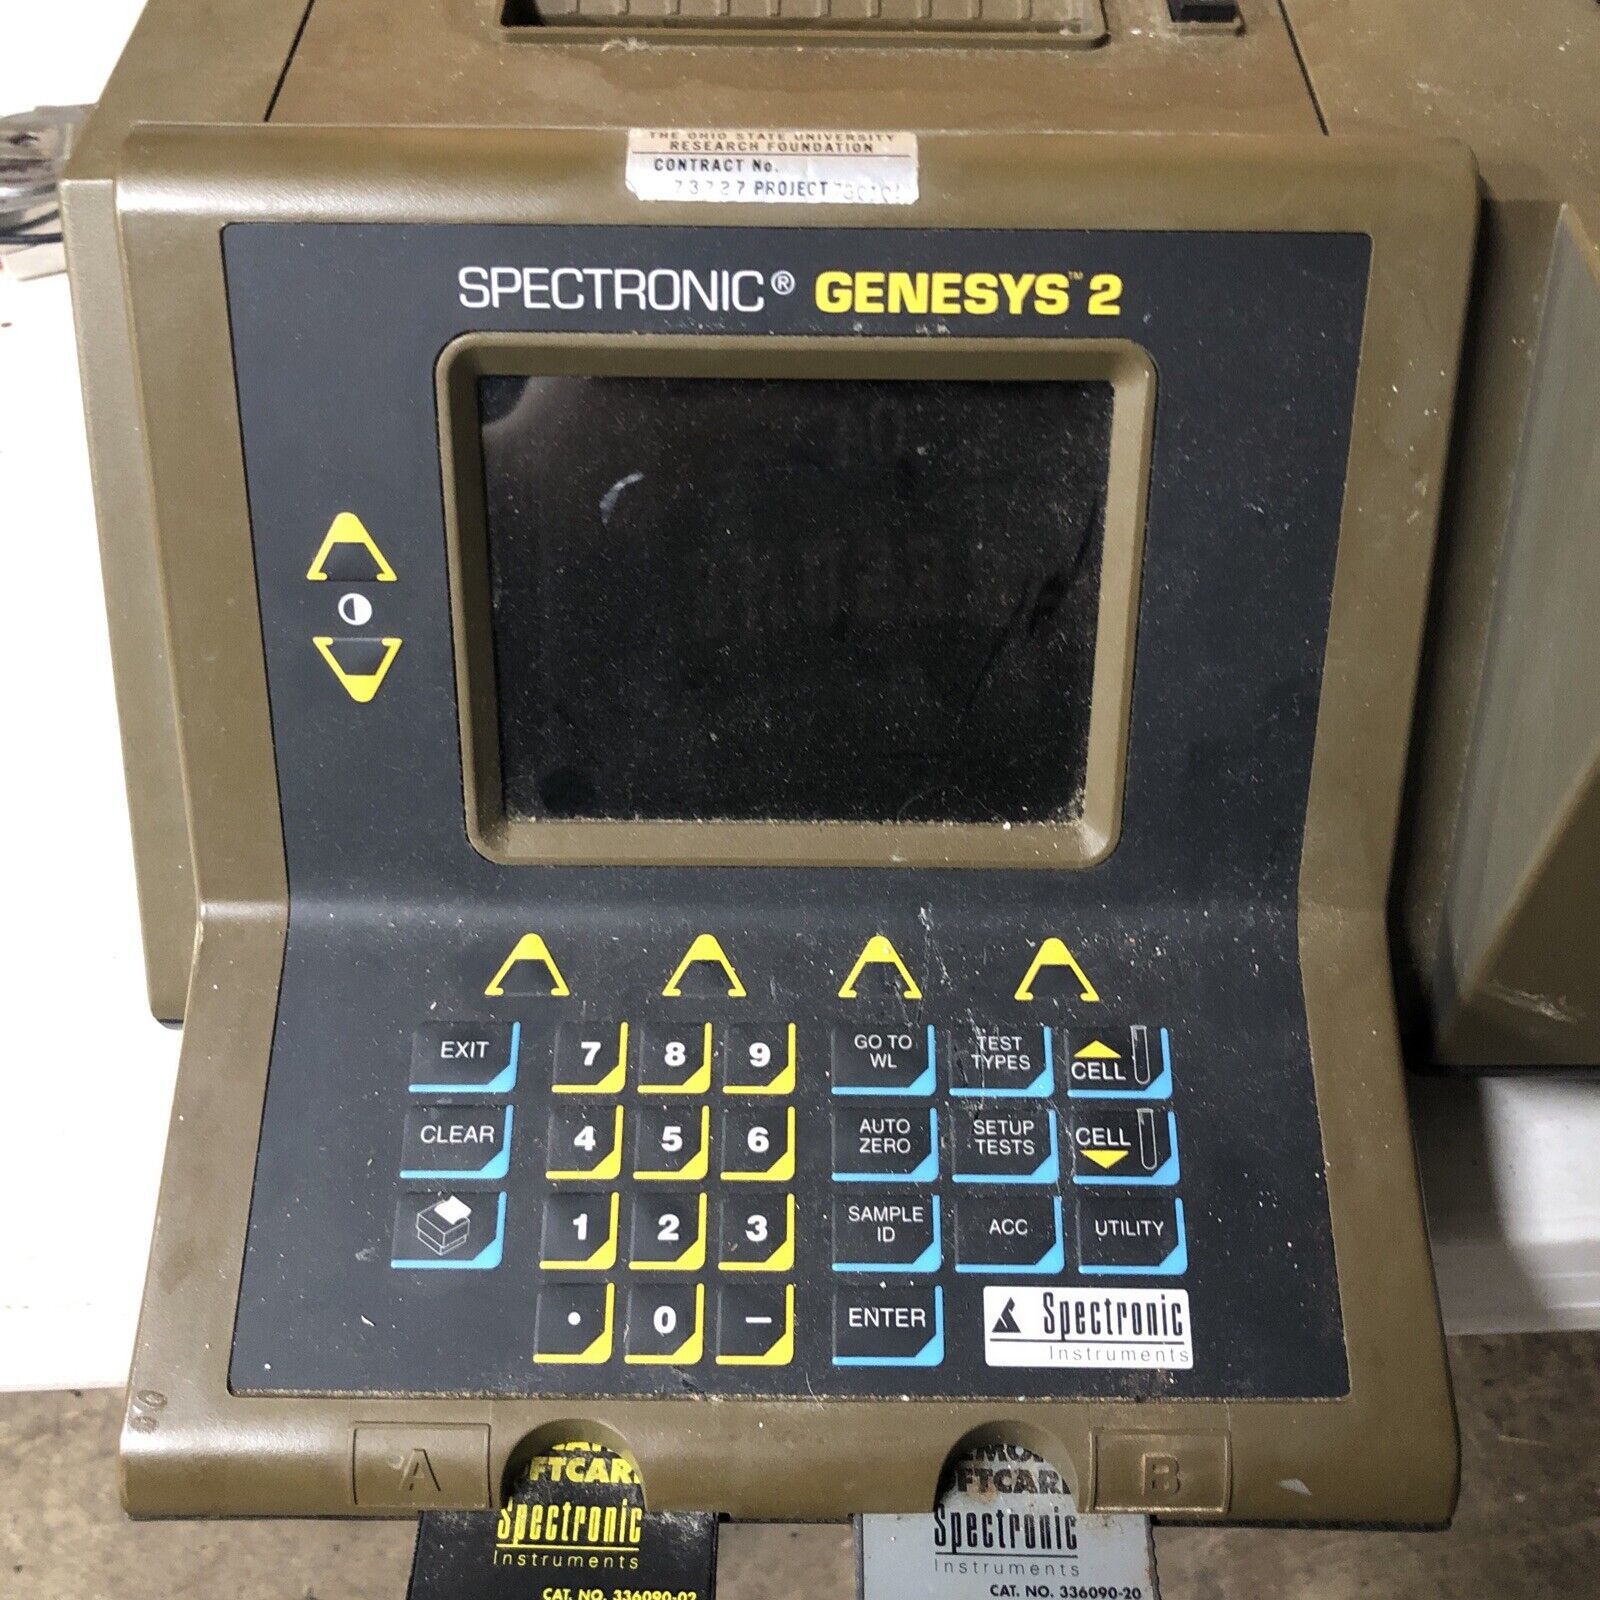 THE OHIO STATE UNIVERSITY
RESEARCH FOUNDATION
CONTRACT No.
73727 PROJECT
SPECTRONIC® GENESYS™ 2
EXIT
7
8
9
GO TO
WL
TEST
TYPES
CELL
CLEAR
4
5
6
AUTO
ZERO
SETUP
TESTS
CELL
1
2
3
SAMPLE
ID
ACC
UTILITY
.
0
—
ENTER
Spectronic
Instruments
A
B
Spectronic
Instruments
CAT. NO. 336090-02
Spectronic
Instruments
CAT. NO. 336090-20